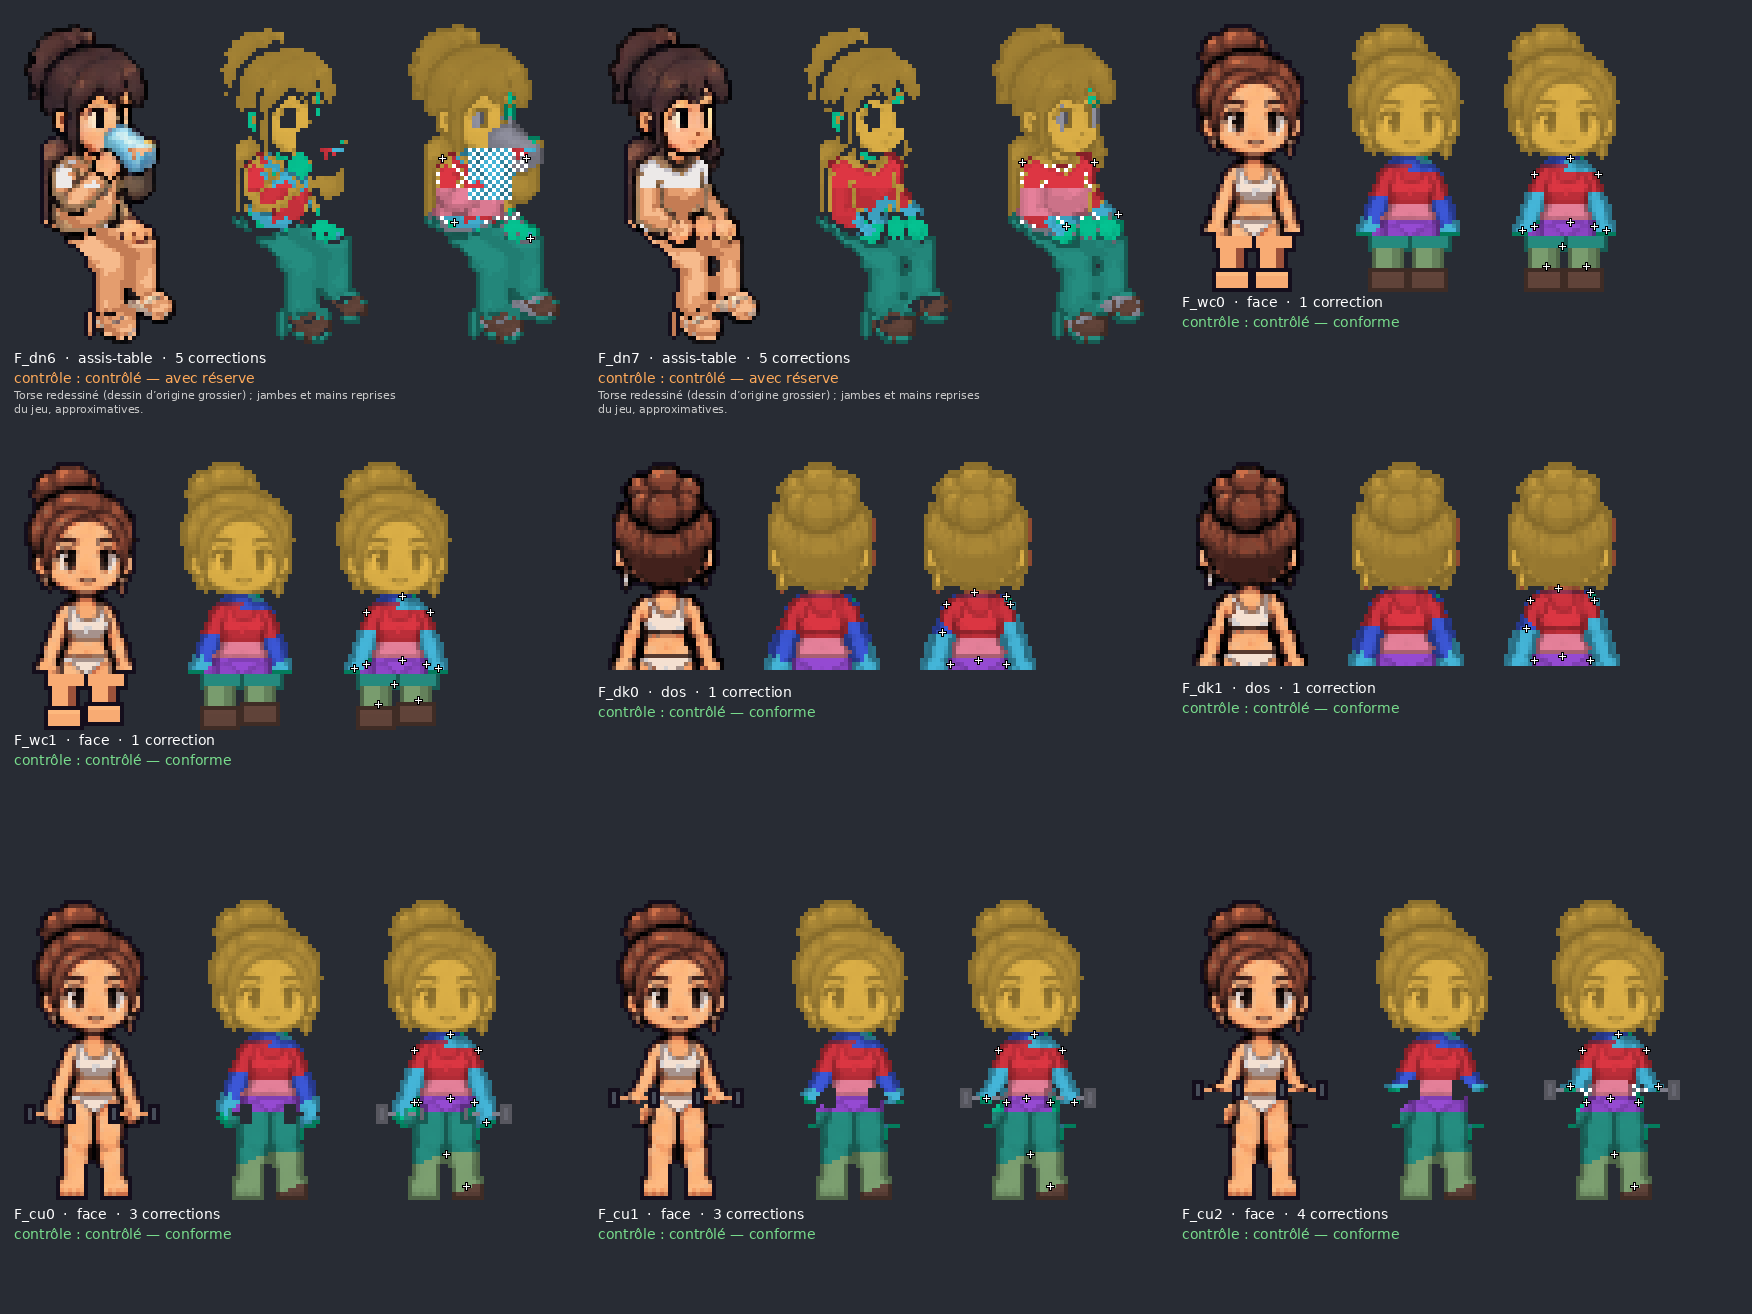 F_dn6 · assis-table · 5 corrections
contrôle : contrôlé — avec réserve
Torse redessiné (dessin d'origine grossier) ; jambes et mains reprises
du jeu, approximatives.
F_dn7 · assis-table · 5 corrections
contrôle : contrôlé — avec réserve
Torse redessiné (dessin d'origine grossier) ; jambes et mains reprises
du jeu, approximatives.
F_wc0 · face · 1 correction
contrôle : contrôlé — conforme
F_wc1 · face · 1 correction
contrôle : contrôlé — conforme
F_dk0 · dos · 1 correction
contrôle : contrôlé — conforme
F_dk1 · dos · 1 correction
contrôle : contrôlé — conforme
F_cu0 · face · 3 corrections
contrôle : contrôlé — conforme
F_cu1 · face · 3 corrections
contrôle : contrôlé — conforme
F_cu2 · face · 4 corrections
contrôle : contrôlé — conforme